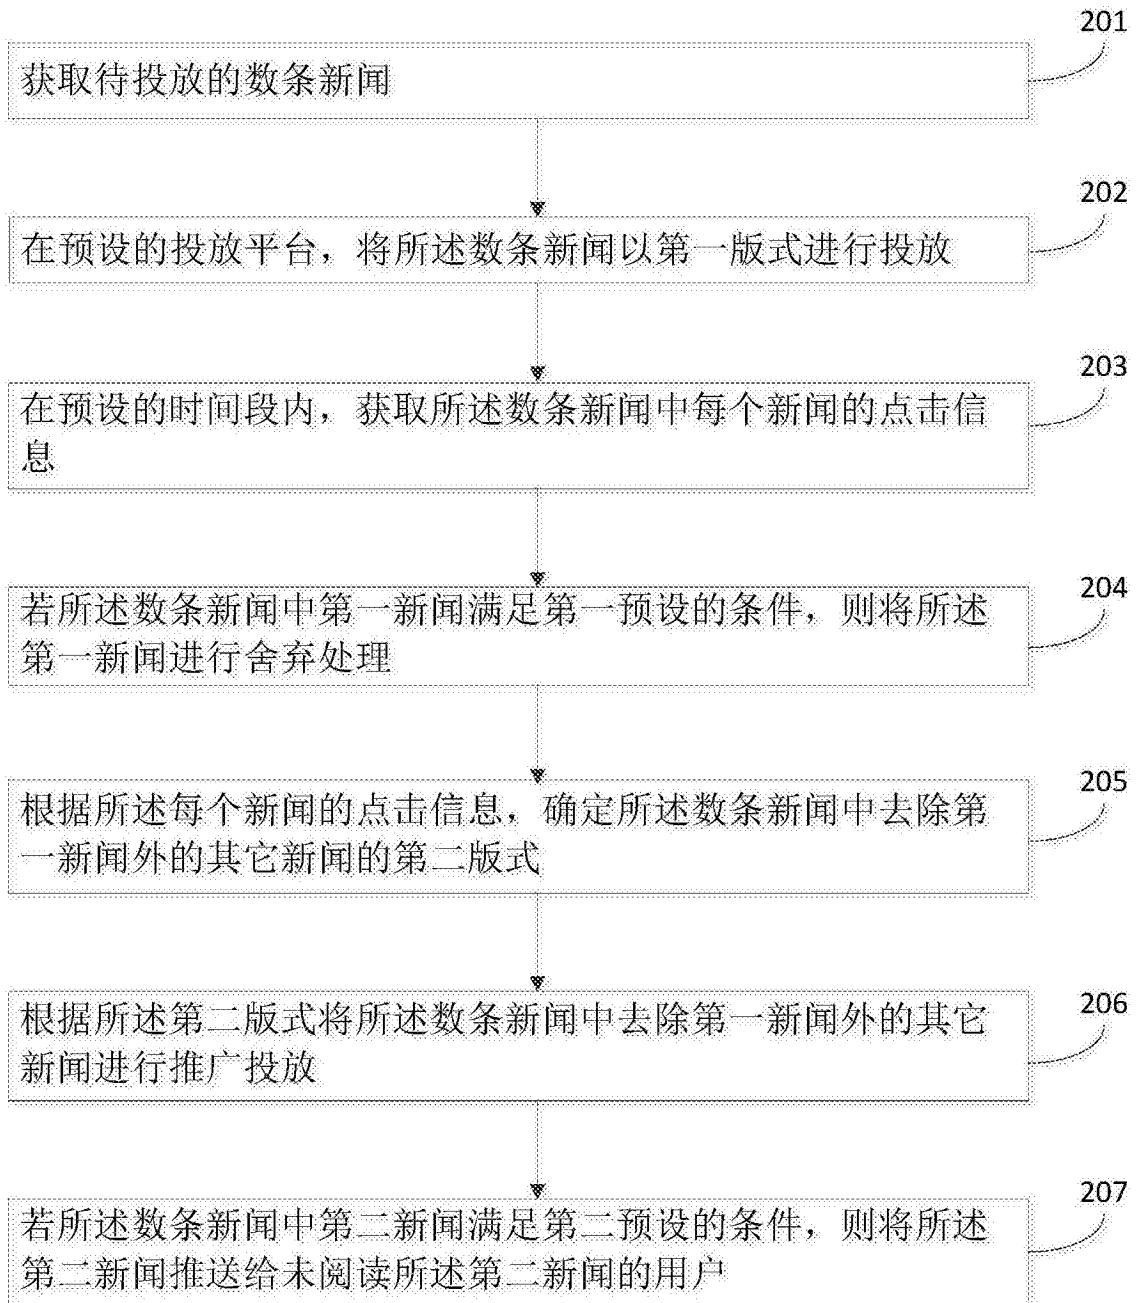 201
获取待投放的数条新闻
202
在预设的投放平台，将所述数条新闻以第一版式进行投放
203
在预设的时间段内，获取所述数条新闻中每个新闻的点击信
息
204
若所述数条新闻中第一新闻满足第一预设的条件，则将所述
第一新闻进行舍弃处理
205
根据所述每个新闻的点击信息，确定所述数条新闻中去除第
一新闻外的其它新闻的第二版式
206
根据所述第二版式将所述数条新闻中去除第一新闻外的其它
新闻进行推广投放
207
若所述数条新闻中第二新闻满足第二预设的条件，则将所述
第二新闻推送给未阅读所述第二新闻的用户